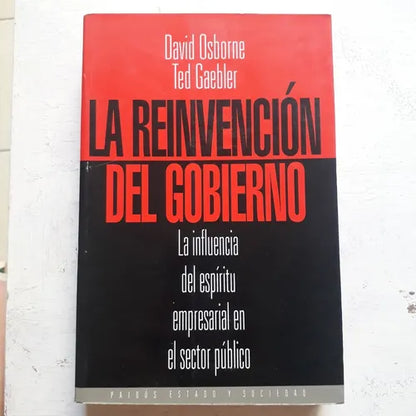 David Osborne
Ted Gaebler
LA REINVENCIÓN
DEL GOBIERNO
La influencia
del espíritu
empresarial en
el sector público
PAIDÓS ESTADO Y SOCIEDAD